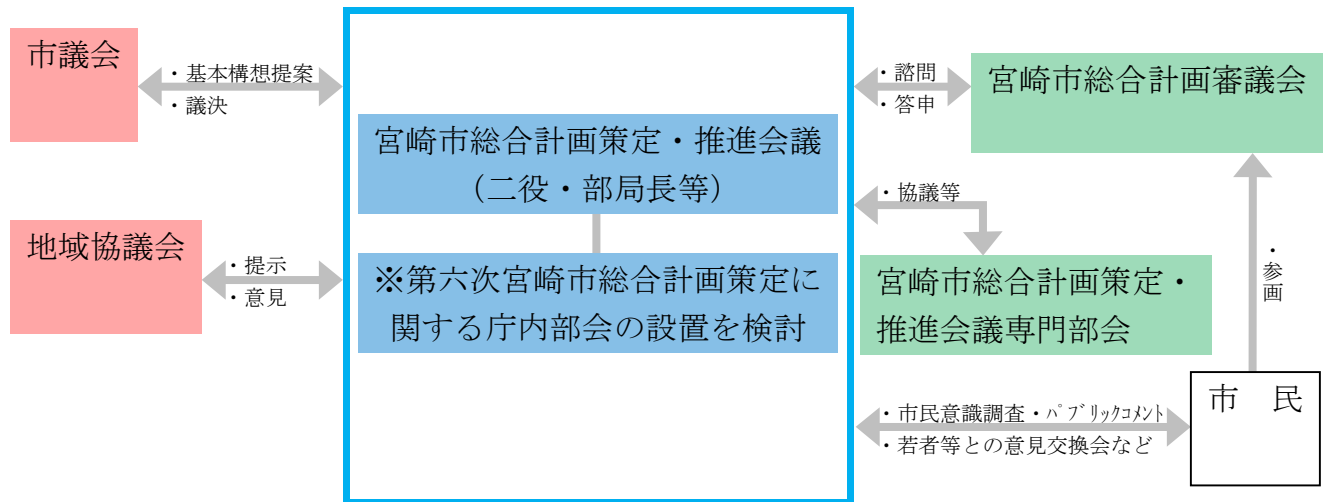 市議会
・基本構想提案
・議決
地域協議会
・提示
・意見
宮崎市総合計画策定・推進会議
（二役・部局長等）
※第六次宮崎市総合計画策定に
関する庁内部会の設置を検討
・諮問
・答申
宮崎市総合計画審議会
・協議等
宮崎市総合計画策定・
推進会議専門部会
・参画
・市民意識調査・ﾊﾟﾌﾞﾘｯｸｺﾒﾝﾄ
・若者等との意見交換会など
市　民